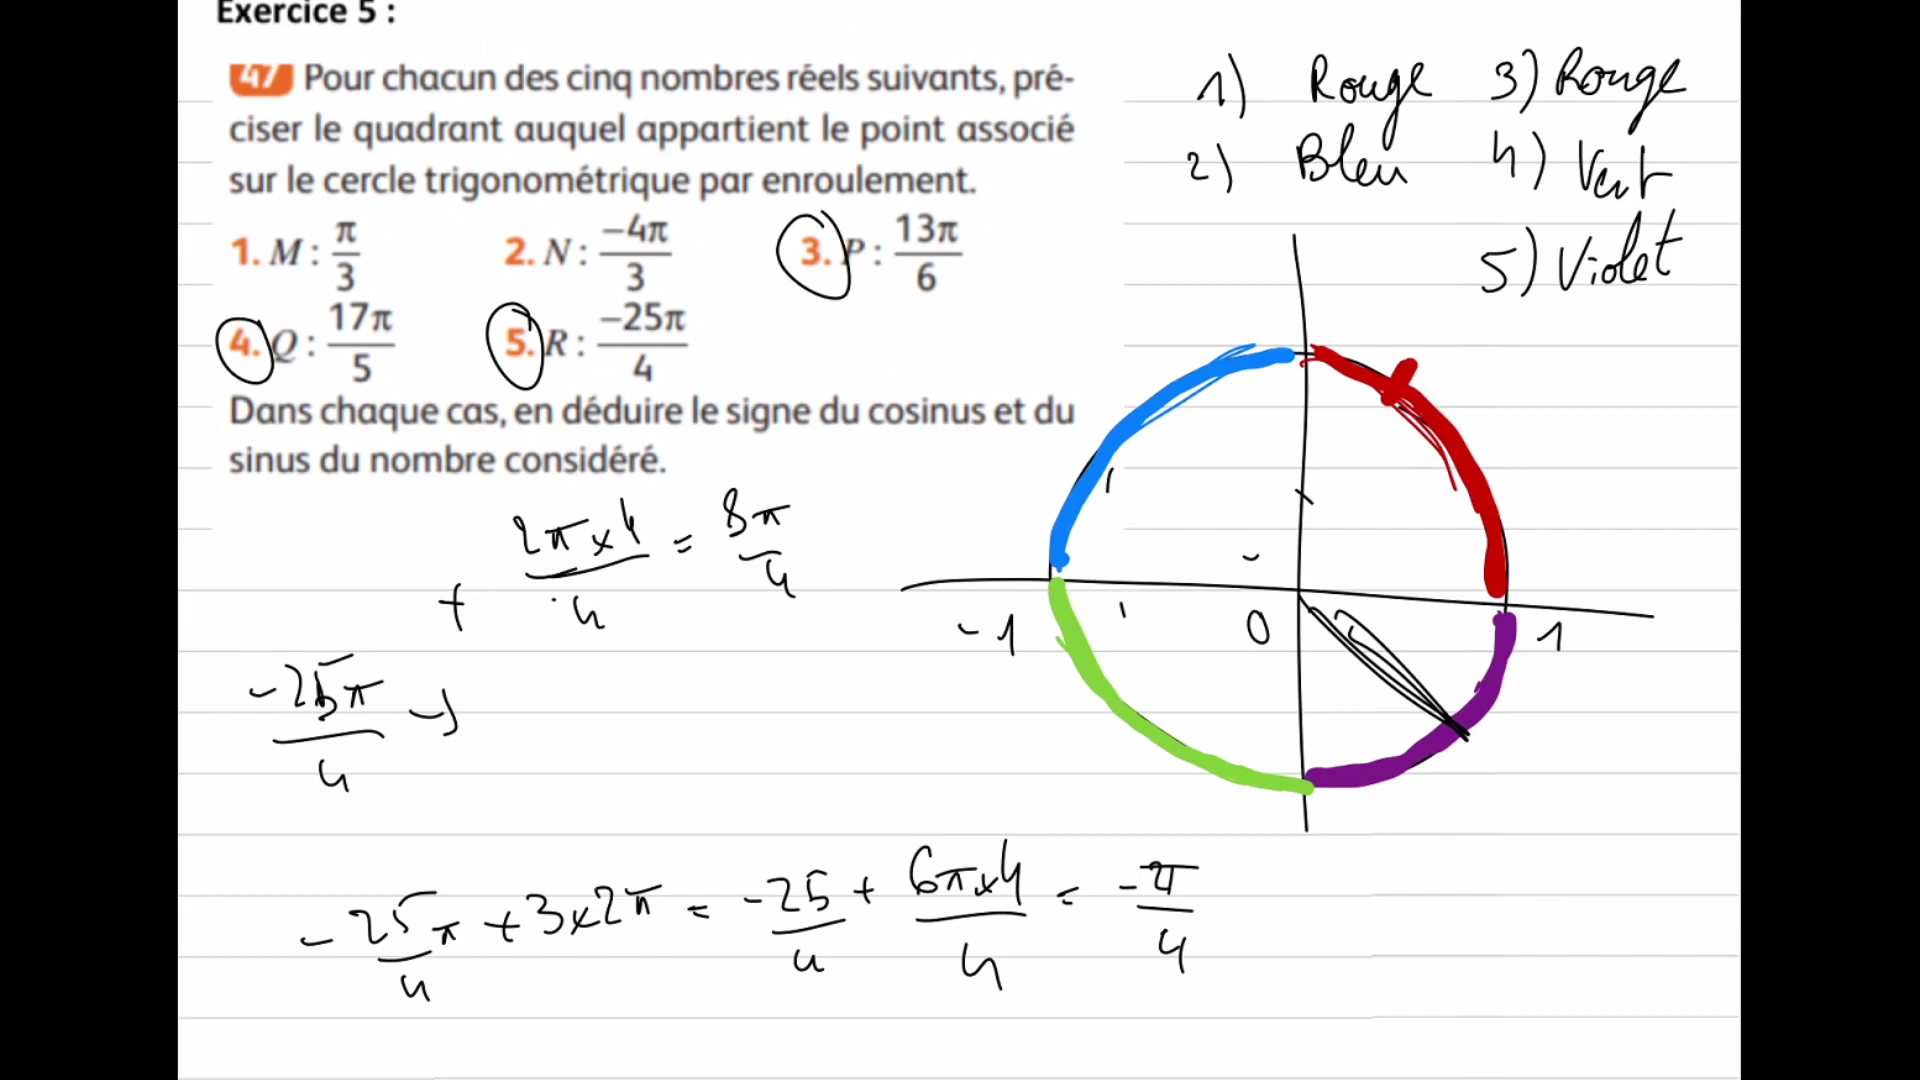 Exercice 5 :
47 Pour chacun des cinq nombres réels suivants, pré-
ciser le quadrant auquel appartient le point associé
sur le cercle trigonométrique par enroulement.
1. M : π/3 2. N : −4π/3 3. P : 13π/6
4. Q : 17π/5 5. R : −25π/4
Dans chaque cas, en déduire le signe du cosinus et du
sinus du nombre considéré.
1) Rouge 3) Rouge
2) Bleu 4) Vert
5) Violet
+ 2π×4/4 = 8π/4
-25π/4 →
-1 0 1
-25π/4 + 3×2π = -25/4 + 6π×4/4 = -π/4